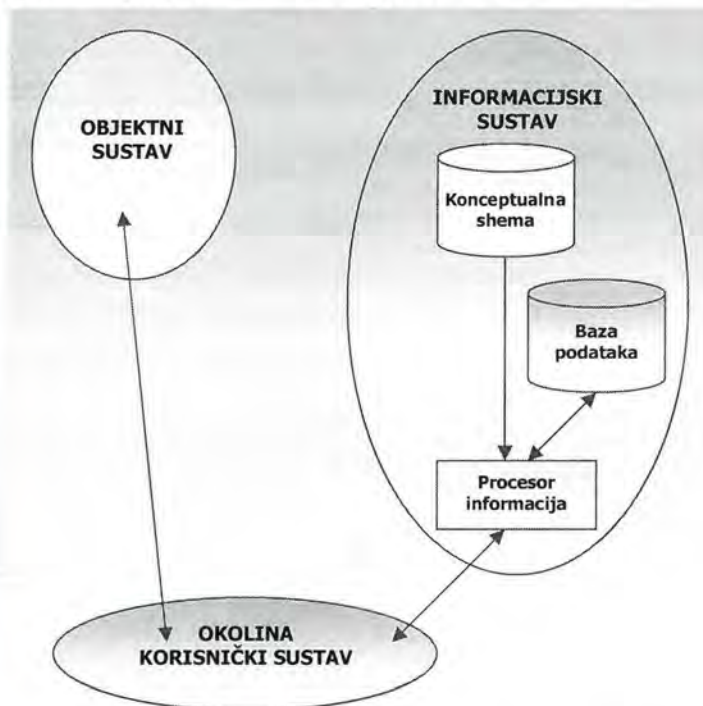 OBJEKTNI
SUSTAV
INFORMACIJSKI
SUSTAV
Konceptualna
shema
Baza
podataka
Procesor
informacija
OKOLINA
KORISNIČKI SUSTAV